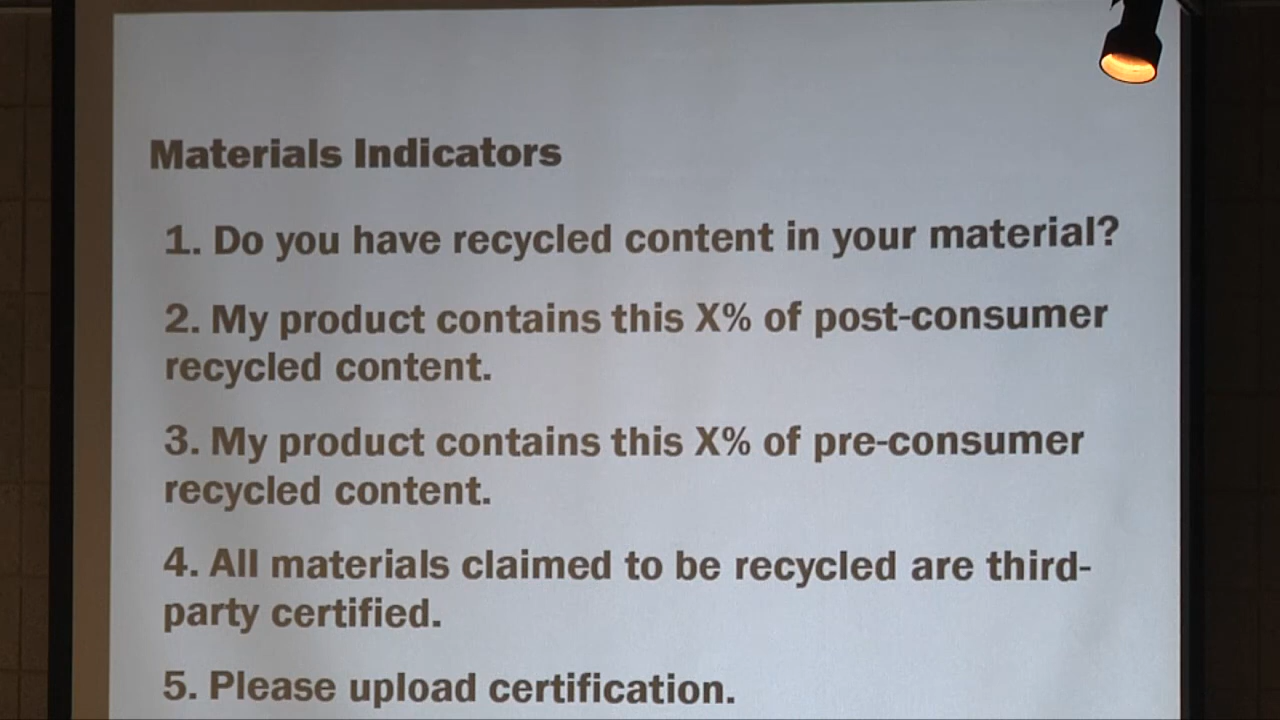 Materials Indicators
1. Do you have recycled content in your material?
2. My product contains this X% of post-consumer
recycled content.
3. My product contains this X% of pre-consumer
recycled content.
4. All materials claimed to be recycled are third-
party certified.
5. Please upload certification.